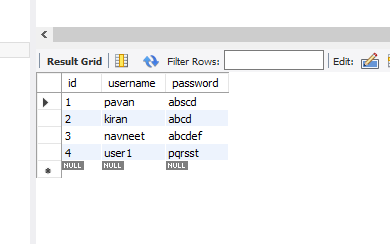 Result Grid Filter Rows: Edit:
id username password
1 pavan abscd
2 kiran abcd
3 navneet abcdef
4 user1 pqrsst
NULL NULL NULL